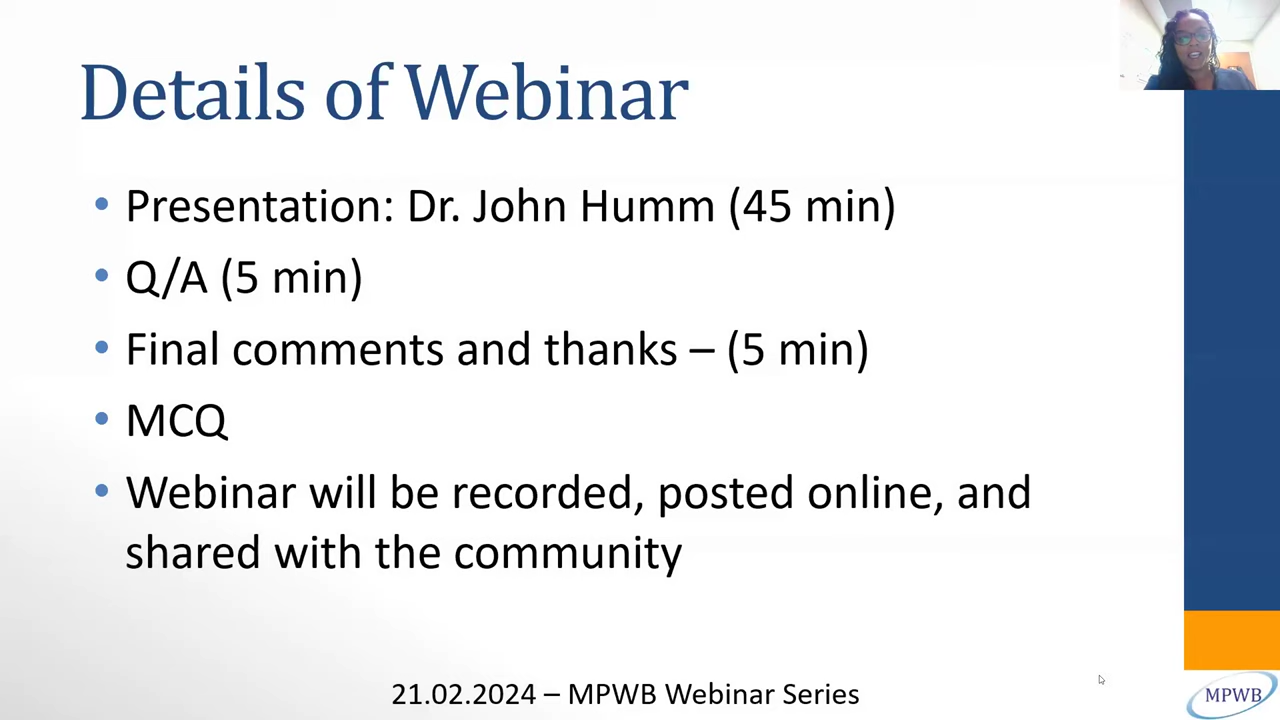 Details of Webinar
• Presentation: Dr. John Humm (45 min)
• Q/A (5 min)
• Final comments and thanks – (5 min)
• MCQ
• Webinar will be recorded, posted online, and
shared with the community
21.02.2024 – MPWB Webinar Series
MPWB